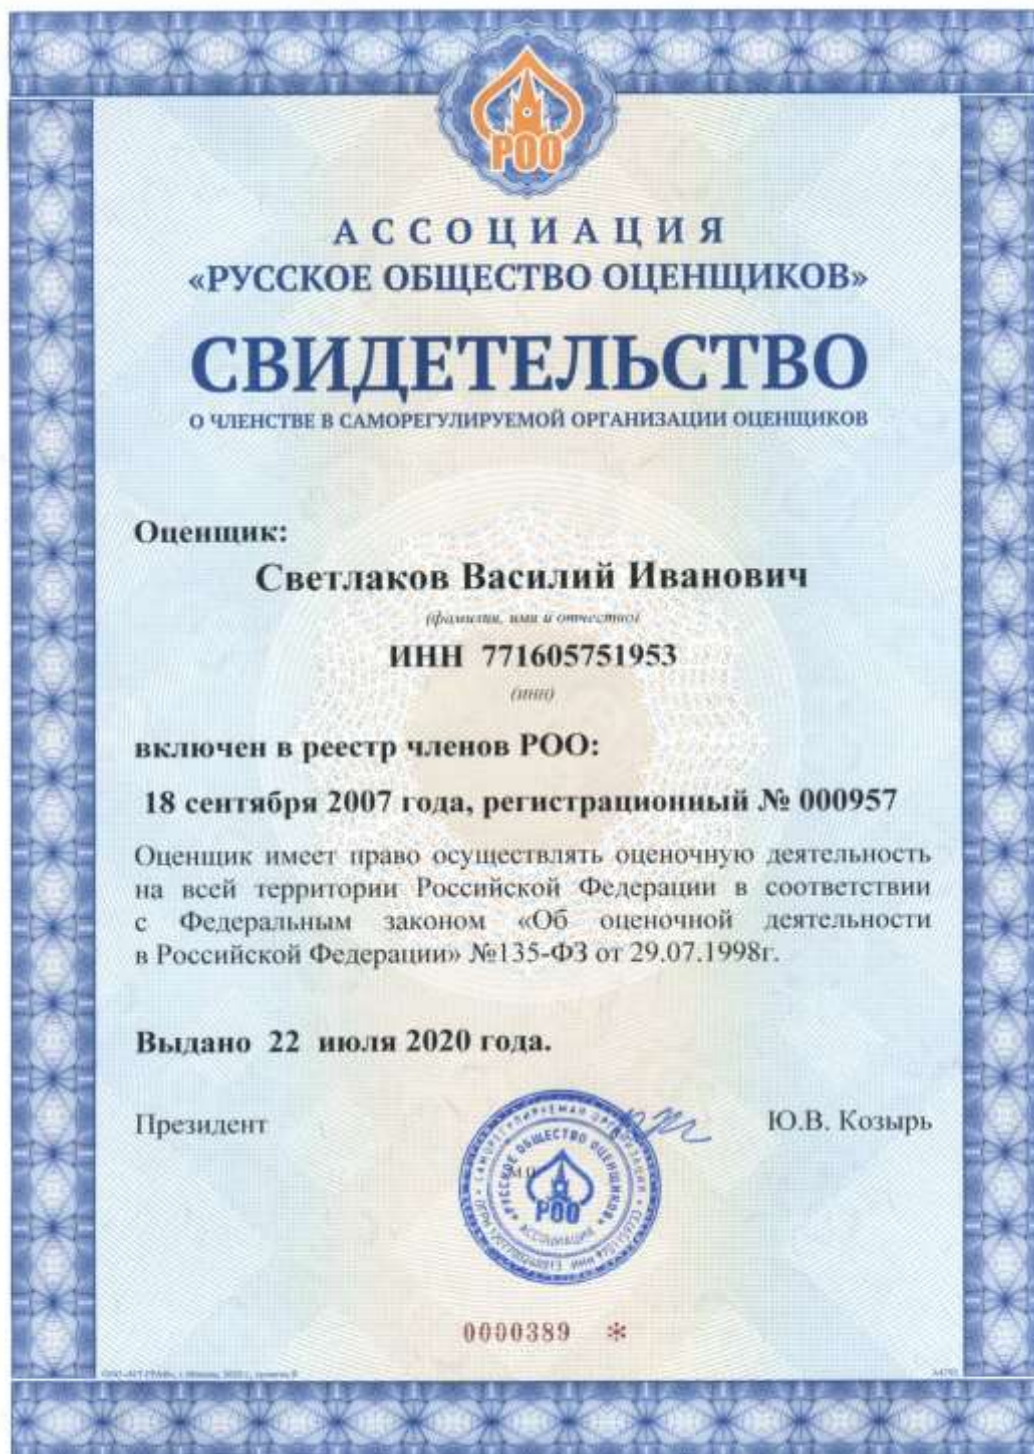 РОО
АССОЦИАЦИЯ
«РУССКОЕ ОБЩЕСТВО ОЦЕНЩИКОВ»
СВИДЕТЕЛЬСТВО
О ЧЛЕНСТВЕ В САМОРЕГУЛИРУЕМОЙ ОРГАНИЗАЦИИ ОЦЕНЩИКОВ
Оценщик:
Светлаков Василий Иванович
(фамилия, имя и отчество)
ИНН 771605751953
(инн)
включен в реестр членов РОО:
18 сентября 2007 года, регистрационный № 000957
Оценщик имеет право осуществлять оценочную деятельность
на всей территории Российской Федерации в соответствии
с Федеральным законом «Об оценочной деятельности
в Российской Федерации» №135-ФЗ от 29.07.1998г.
Выдано 22 июля 2020 года.
Президент
Ю.В. Козырь
САМОРЕГУЛИРУЕМАЯ ОРГАНИЗАЦИЯ
«РУССКОЕ ОБЩЕСТВО ОЦЕНЩИКОВ»
РОО
АССОЦИАЦИЯ
0000389 *